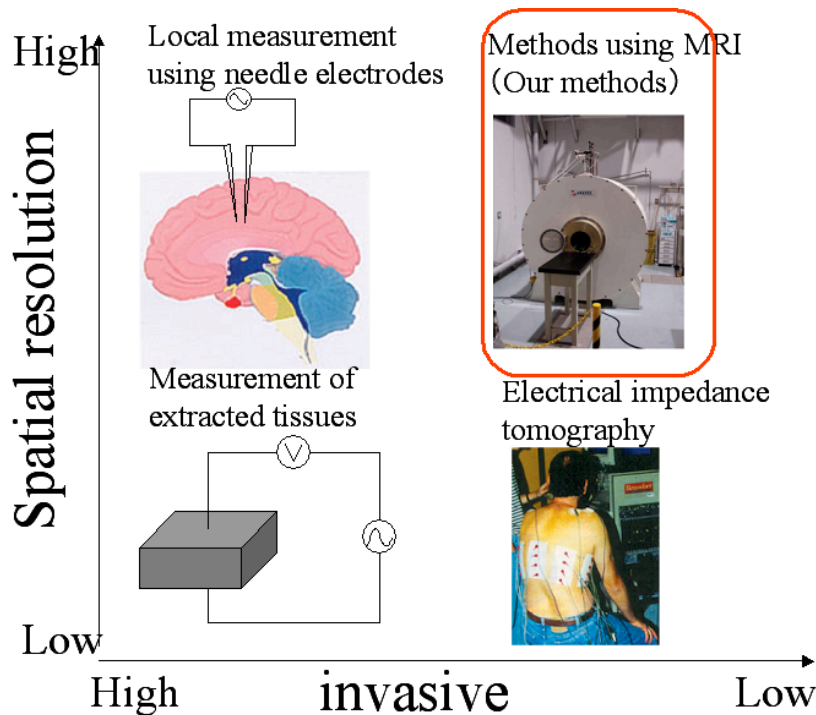 High
Local measurement
using needle electrodes
Methods using MRI
(Our methods)
Spatial resolution
Measurement of
extracted tissues
V
Electrical impedance
tomography
Low
High
invasive
Low